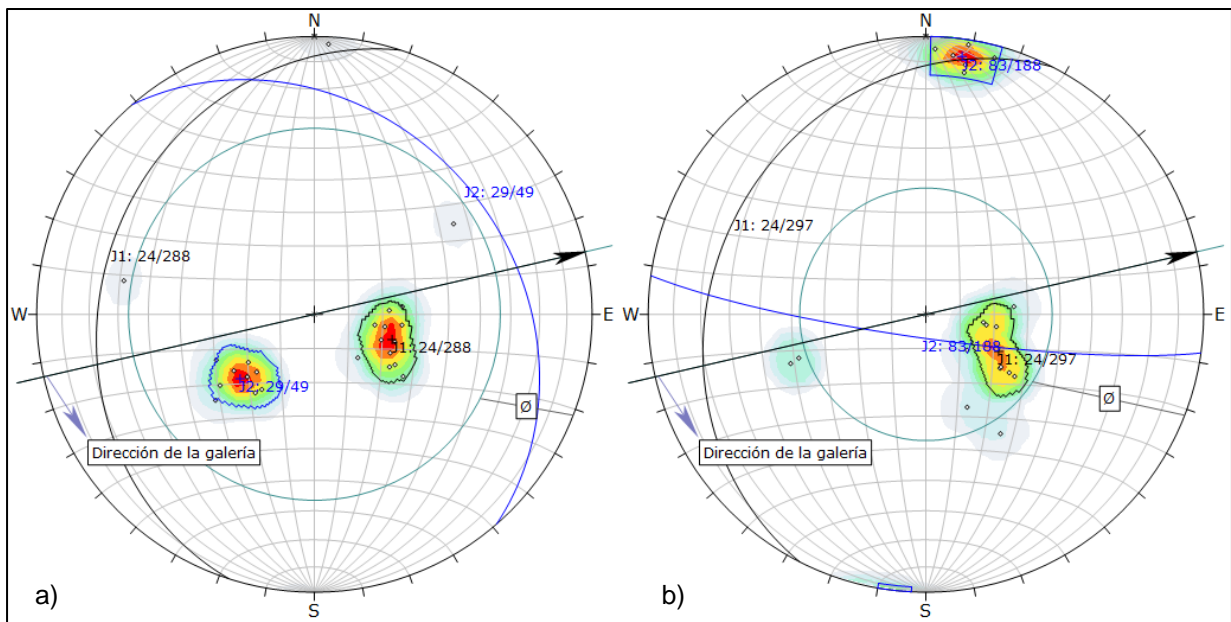 N
J2: 29/49
J1: 24/288
W
E
J1: 24/288
J2: 29/49
Ø
Dirección de la galería
S
a)
N
J2: 83/188
J1: 24/297
W
E
J2: 83/188
J1: 24/297
Ø
Dirección de la galería
S
b)